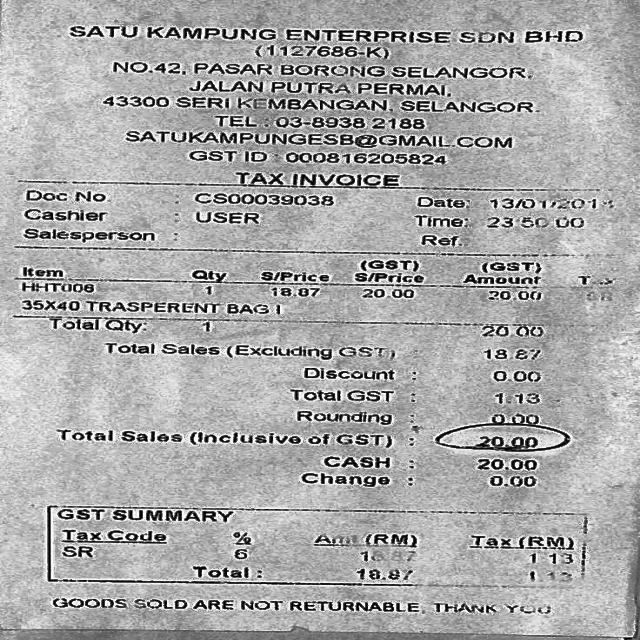 SATU KAMPUNG ENTERPRISE SDN BHD
(1127686-K)
NO.42, PASAR BORONG SELANGOR,
JALAN PUTRA PERMAI,
43300 SERI KEMBANGAN, SELANGOR.
TEL : 03-8938 2188
SATUKAMPUNGESB@GMAIL.COM
GST ID : 000816205824
TAX INVOICE
Doc No : CS00039038 Date: 13/01/2018
Cashier : USER Time: 23:50:00
Salesperson : Ref.
(GST) (GST)
Item Qty S/Price S/Price Amount
HHT006 1 18.87 20.00 20.00
35X40 TRASPERENT BAG I
Total Qty: 1 20.00
Total Sales (Excluding GST) : 18.87
Discount : 0.00
Total GST : 1.13
Rounding : 0.00
Total Sales (Inclusive of GST) : 20.00
CASH : 20.00
Change : 0.00
GST SUMMARY
Tax Code % Amt (RM) Tax (RM)
SR 6 18.87 1.13
Total : 18.87 1.13
GOODS SOLD ARE NOT RETURNABLE, THANK YOU